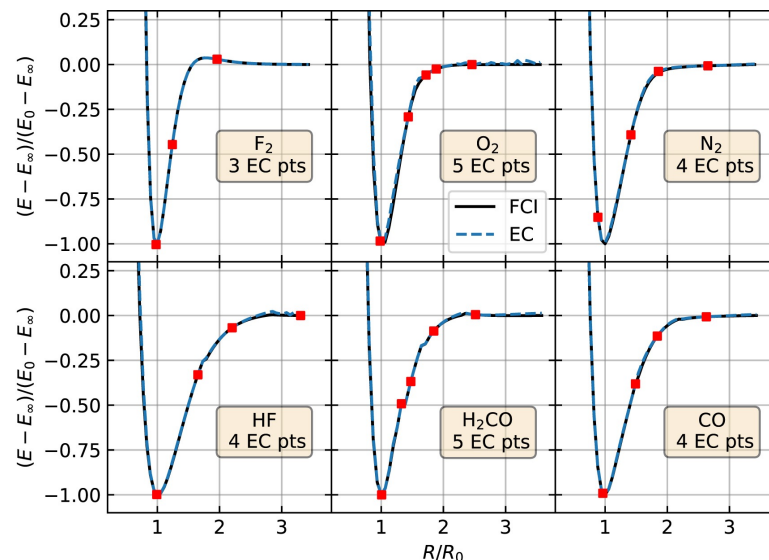 (E − E∞)/(E0 − E∞)
0.25
0.00
−0.25
−0.50
−0.75
−1.00
F2
3 EC pts
O2
5 EC pts
FCI
EC
N2
4 EC pts
(E − E∞)/(E0 − E∞)
0.25
0.00
−0.25
−0.50
−0.75
−1.00
HF
4 EC pts
H2CO
5 EC pts
CO
4 EC pts
1 2 3 1 2 3 1 2 3
R/R0